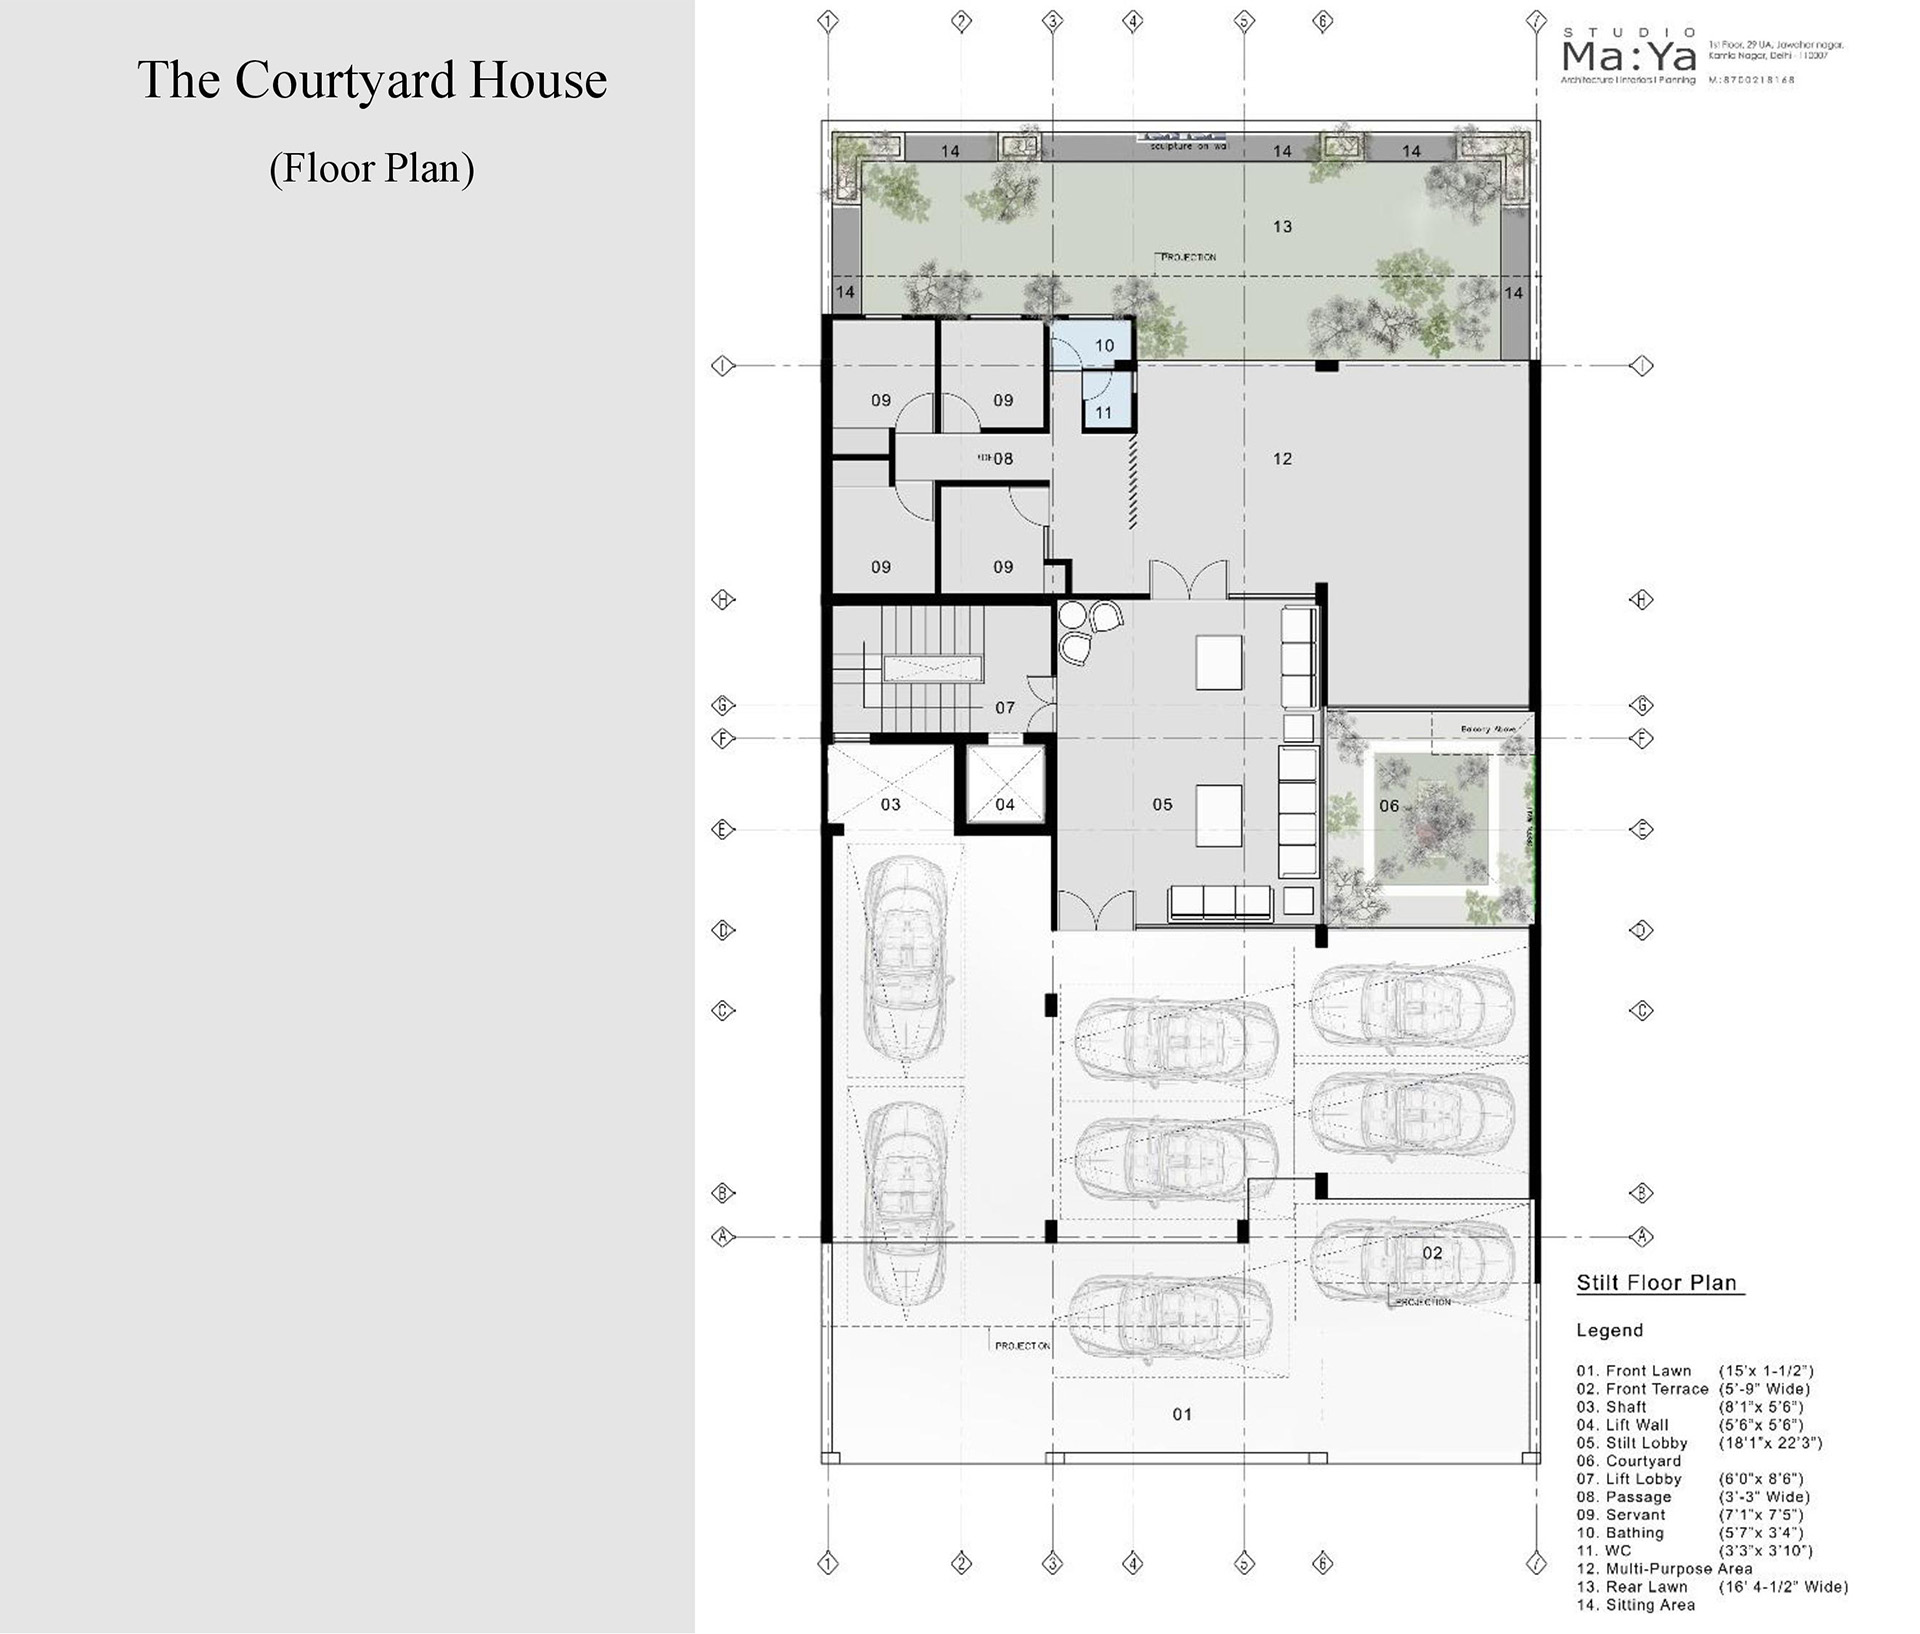 The Courtyard House
(Floor Plan)
STUDIO
Ma:Ya
Architecture I Interiors I Planning
1st Floor, 29 UA, Jawahar nagar,
Kamla Nagar, Delhi - 110007
M:8700218168
1 2 3 4 5 6 7
14 sculpture on wall 14 14
13
PROJECTION
14 14
10
I I
09 09 11
08 12
09 09
H H
G 07 G
Balcony Above
F F
03 04 05 06
E E
D D
C C
B B
A A
02
PROJECTION
PROJECTION
01
1 2 3 4 5 6 7
Stilt Floor Plan
Legend
01. Front Lawn (15'x 1-1/2")
02. Front Terrace (5'-9" Wide)
03. Shaft (8'1"x 5'6")
04. Lift Wall (5'6"x 5'6")
05. Stilt Lobby (18'1"x 22'3")
06. Courtyard
07. Lift Lobby (6'0"x 8'6")
08. Passage (3'-3" Wide)
09. Servant (7'1"x 7'5")
10. Bathing (5'7"x 3'4")
11. WC (3'3"x 3'10")
12. Multi-Purpose Area
13. Rear Lawn (16' 4-1/2" Wide)
14. Sitting Area